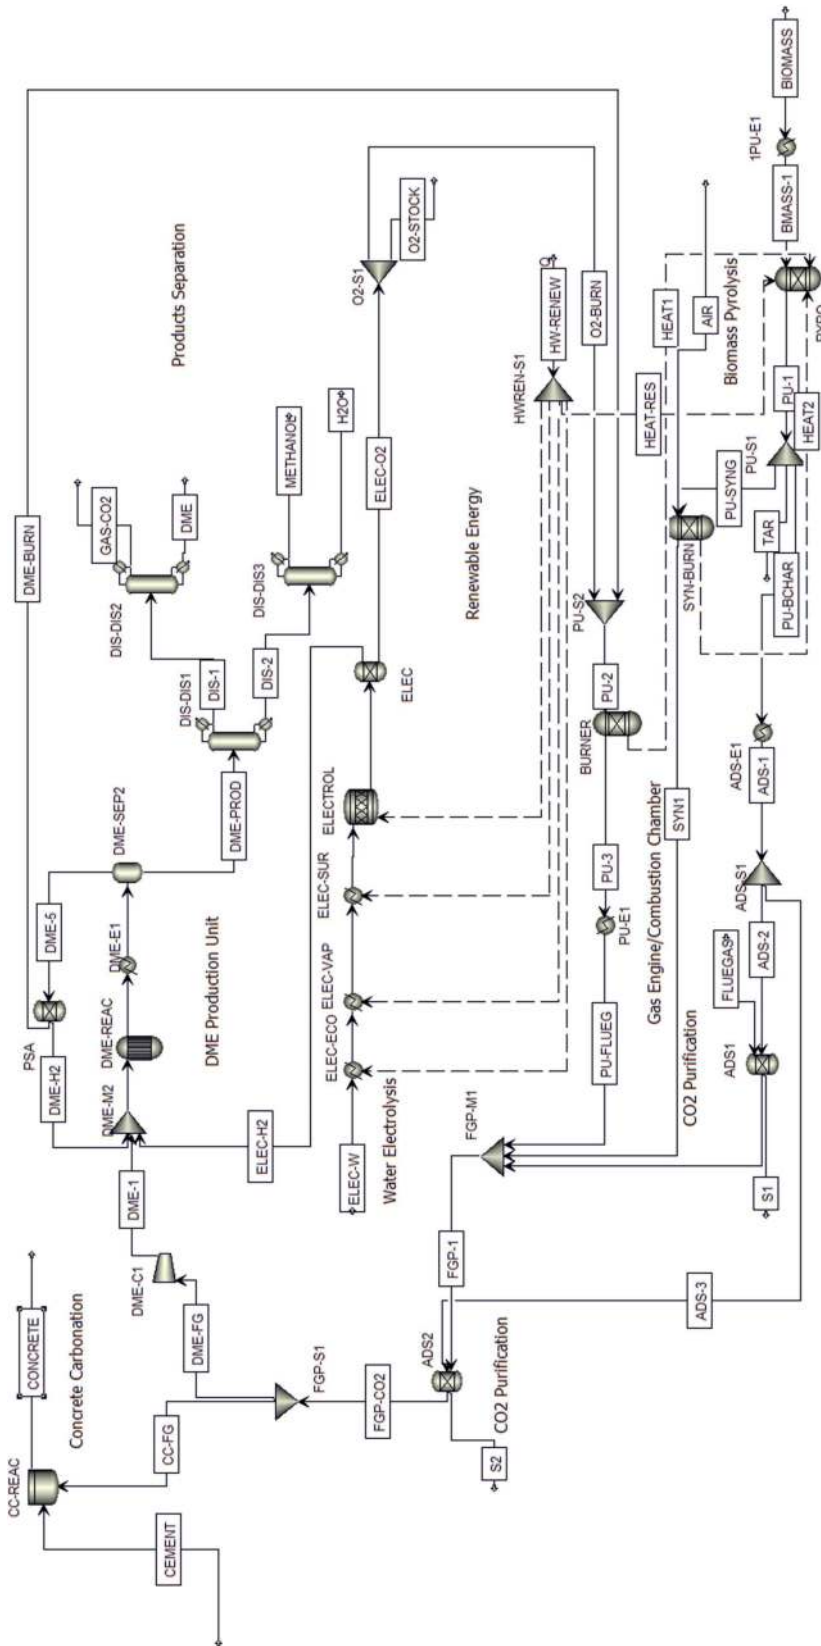 BIOMASS
1PU-E1
BMASS-1
PYRO
HEAT1
AIR
Biomass Pyrolysis
PU-1
HEAT2
PU-S1
PU-SYNG
TAR
PU-BCHAR
SYN-BURN
HEAT-RES
HW-RENEW
Q
HWREN-S1
O2-BURN
O2-STOCK
O2-S1
ELEC-O2
Products Separation
Renewable Energy
H2O
METHANOL
DIS-DIS3
GAS-CO2
DME
DIS-DIS2
DIS-1
DIS-DIS1
DIS-2
DME-BURN
DME-PROD
DME-SEP2
DME-5
DME-E1
PSA
DME-REAC
DME-H2
DME Production Unit
DME-M2
DME-1
DME-C1
DME-FG
ELEC-H2
ELEC
ELECTROL
ELEC-SUR
ELEC-VAP
ELEC-ECO
ELEC-W
Water Electrolysis
PU-S2
PU-2
BURNER
PU-3
PU-E1
PU-FLUEG
Gas Engine/Combustion Chamber
SYN1
ADS-E1
ADS-1
ADS-S1
ADS-2
FLUEGAS
ADS1
CO2 Purification
S1
FGP-M1
FGP-1
ADS-3
ADS2
CO2 Purification
S2
FGP-CO2
FGP-S1
CC-FG
Concrete Carbonation
CONCRETE
CC-REAC
CEMENT